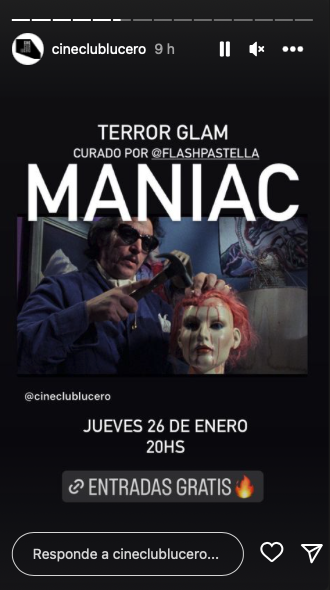 cineclublucero 9 h
TERROR GLAM
CURADO POR @FLASHPASTELLA
MANIAC
@cineclublucero
JUEVES 26 DE ENERO
20HS
ENTRADAS GRATIS🔥
Responde a cineclublucero...